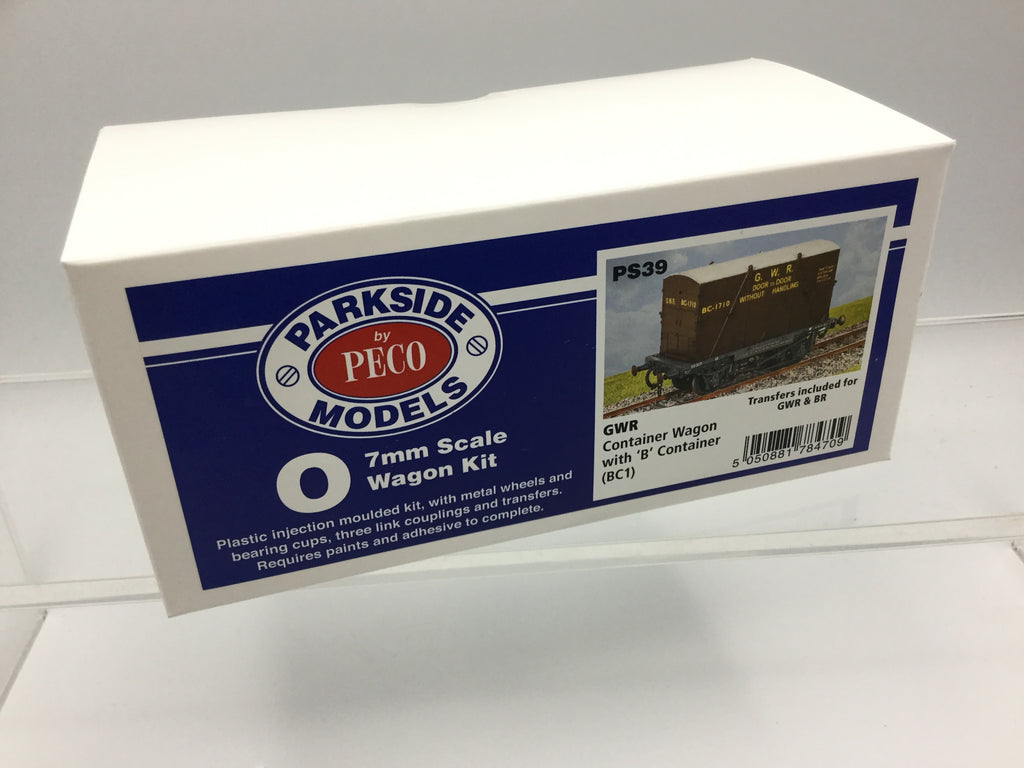 PARKSIDE
by
PECO
MODELS
O 7mm Scale
Wagon Kit
Plastic injection moulded kit, with metal wheels and
bearing cups, three link couplings and transfers.
Requires paints and adhesive to complete.
PS39
G. W. R.
DOOR TO DOOR
WITHOUT HANDLING
BC-1710
G.W.R. BC-1710
Transfers included for
GWR & BR
GWR
Container Wagon
with ‘B’ Container
(BC1)
5 050881 784709